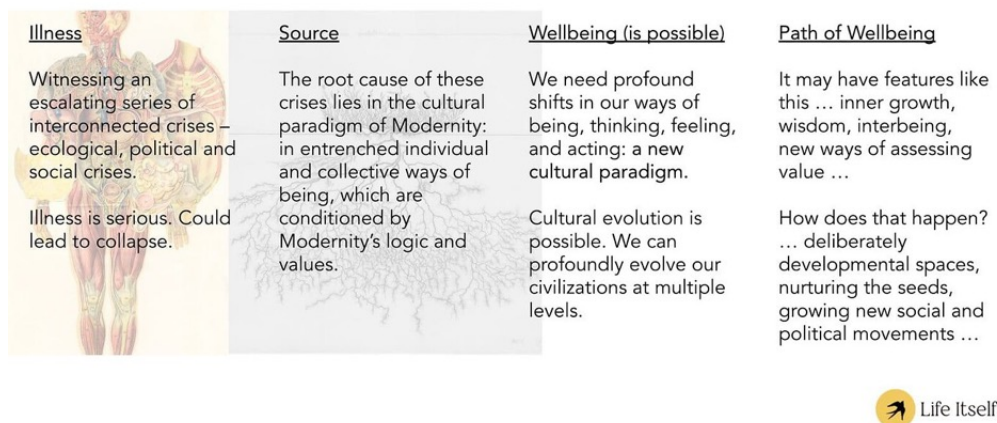 Illness
Witnessing an
escalating series of
interconnected crises –
ecological, political and
social crises.
Illness is serious. Could
lead to collapse.
Source
The root cause of these
crises lies in the cultural
paradigm of Modernity:
in entrenched individual
and collective ways of
being, which are
conditioned by
Modernity’s logic and
values.
Wellbeing (is possible)
We need profound
shifts in our ways of
being, thinking, feeling,
and acting: a new
cultural paradigm.
Cultural evolution is
possible. We can
profoundly evolve our
civilizations at multiple
levels.
Path of Wellbeing
It may have features like
this … inner growth,
wisdom, interbeing,
new ways of assessing
value …
How does that happen?
… deliberately
developmental spaces,
nurturing the seeds,
growing new social and
political movements …
Life Itself